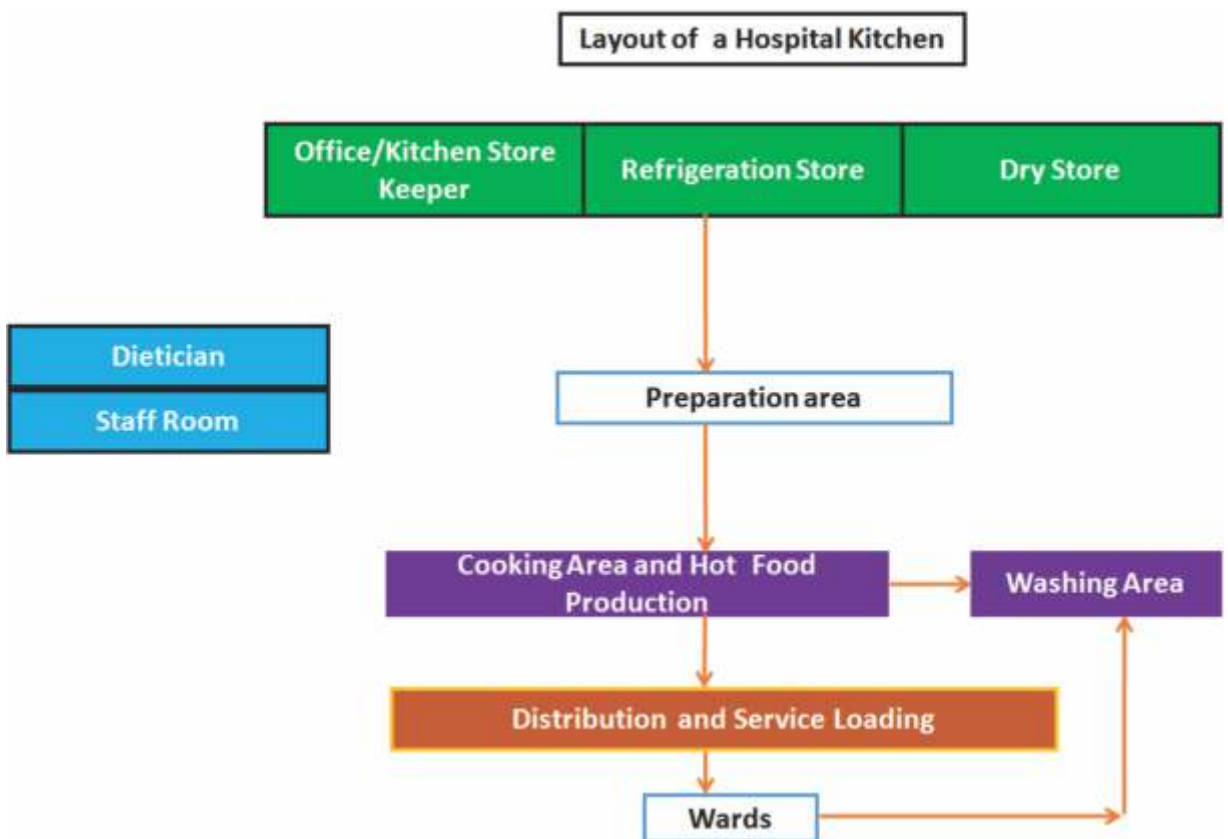 Layout of a Hospital Kitchen
Office/Kitchen Store
Keeper
Refrigeration Store
Dry Store
Dietician
Staff Room
Preparation area
Cooking Area and Hot Food
Production
Washing Area
Distribution and Service Loading
Wards